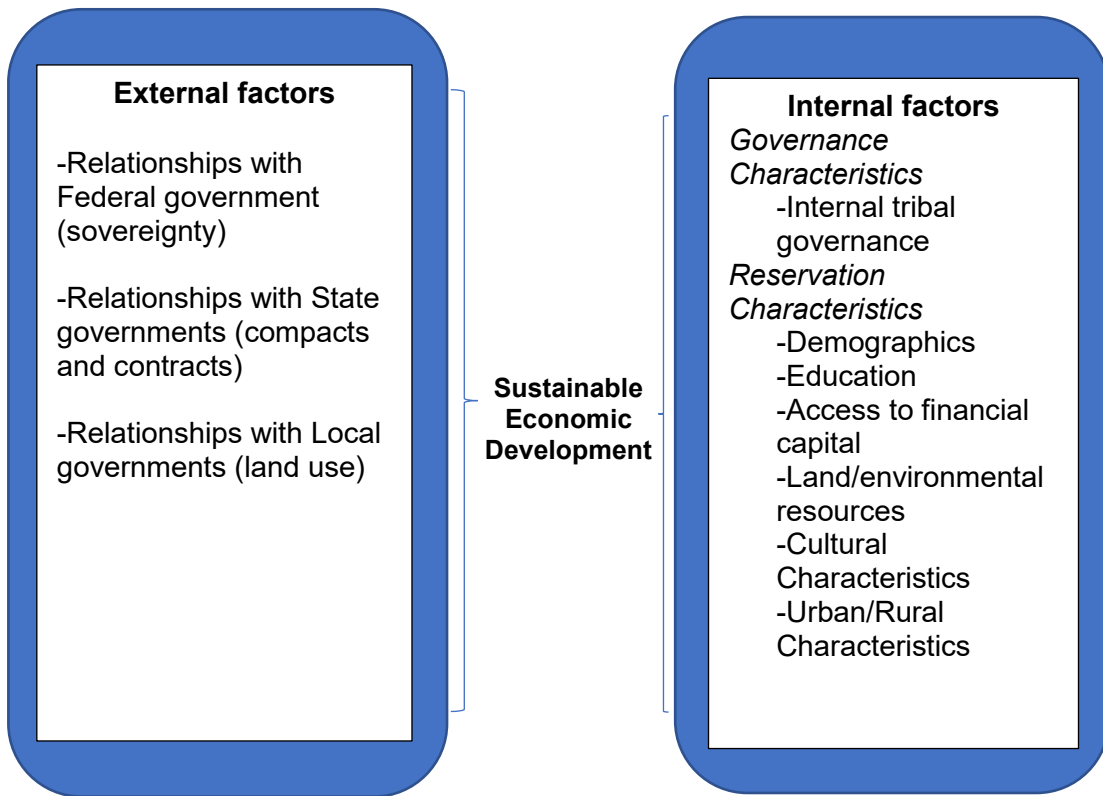 External factors
-Relationships with
Federal government
(sovereignty)
-Relationships with State
governments (compacts
and contracts)
-Relationships with Local
governments (land use)
Sustainable
Economic
Development
Internal factors
Governance
Characteristics
-Internal tribal
governance
Reservation
Characteristics
-Demographics
-Education
-Access to financial
capital
-Land/environmental
resources
-Cultural
Characteristics
-Urban/Rural
Characteristics